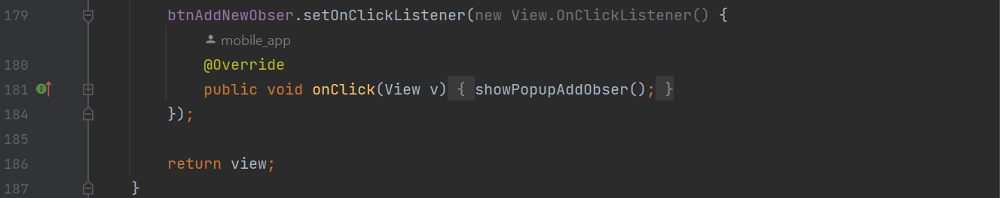 179 btnAddNewObser.setOnClickListener(new View.OnClickListener() {
mobile_app
180 @Override
181 public void onClick(View v) { showPopupAddObser(); }
184 });
185
186 return view;
187 }